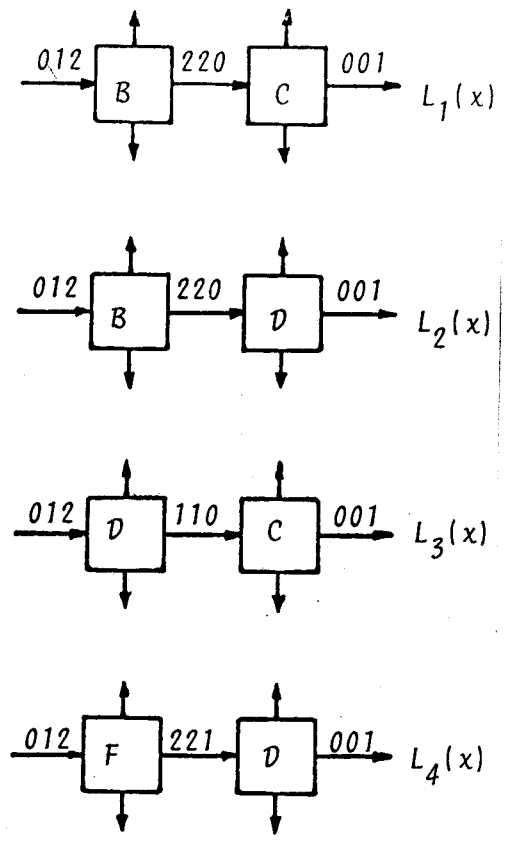 012 B 220 C 001 L₁(x)
012 B 220 D 001 L₂(x)
012 D 110 C 001 L₃(x)
012 F 221 D 001 L₄(x)